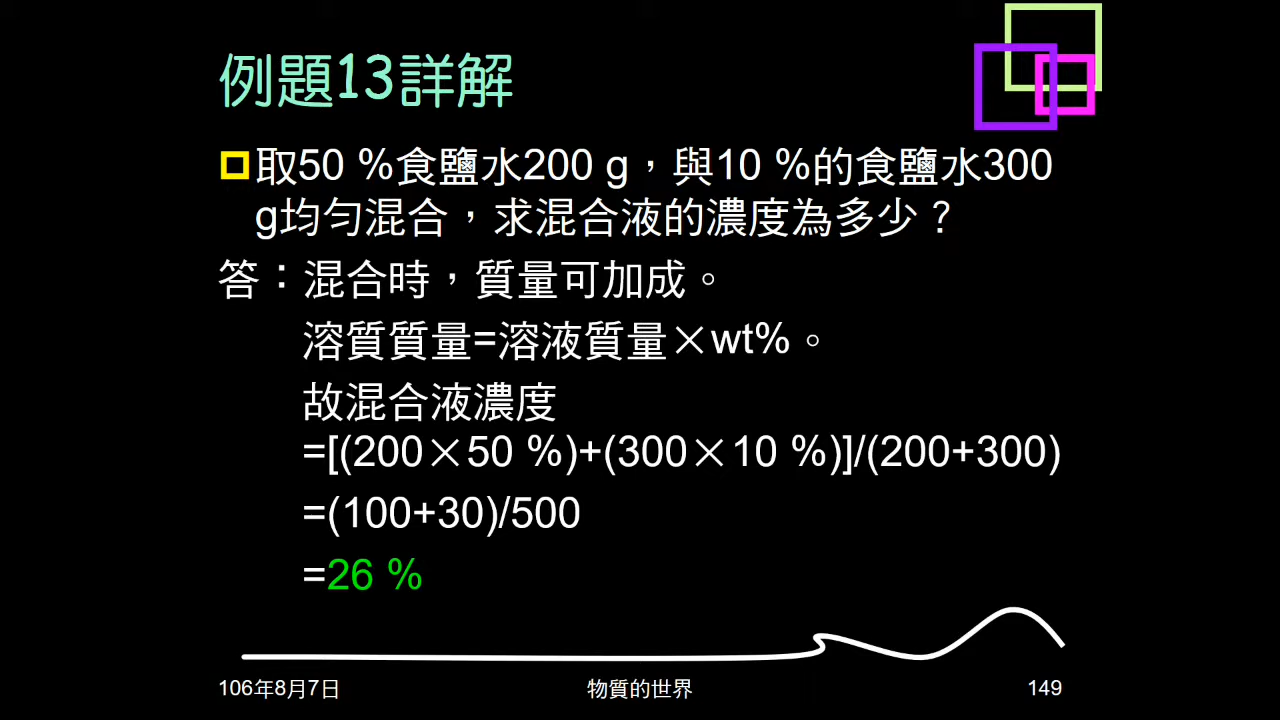 例題13詳解
取50 %食鹽水200 g，與10 %的食鹽水300
g均勻混合，求混合液的濃度為多少？
答：混合時，質量可加成。
溶質質量=溶液質量×wt%。
故混合液濃度
=[(200×50 %)+(300×10 %)]/(200+300)
=(100+30)/500
=26 %
106年8月7日
物質的世界
149